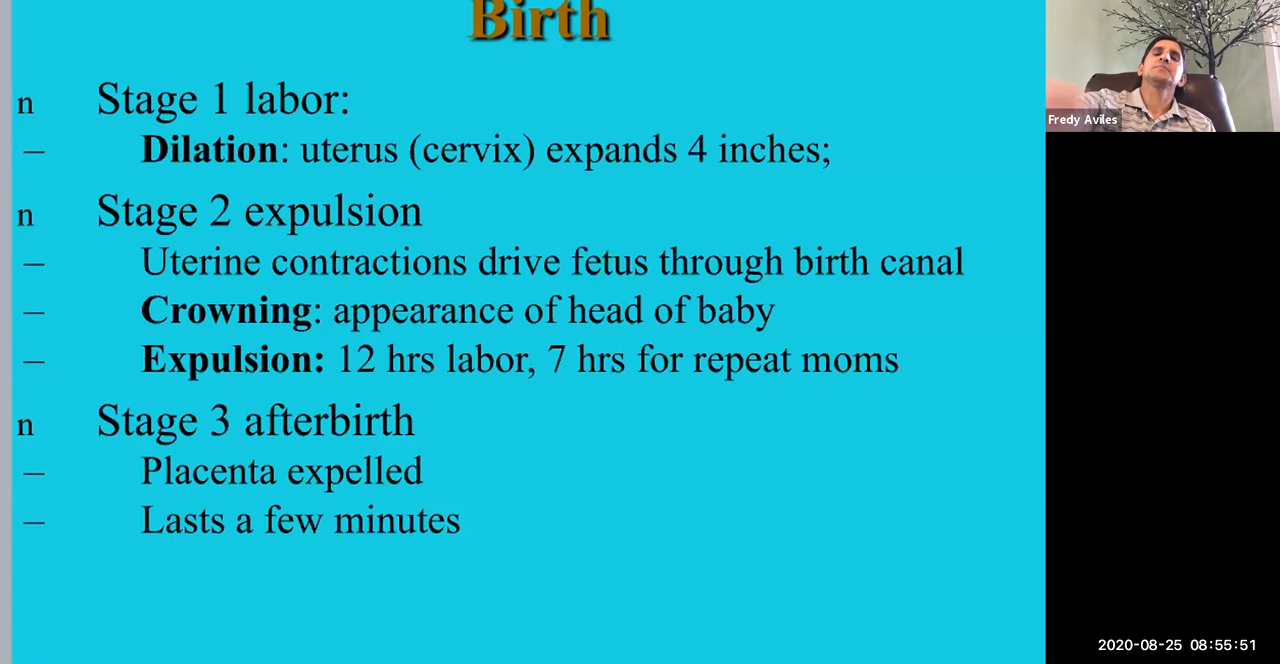 Birth
n Stage 1 labor:
– Dilation: uterus (cervix) expands 4 inches;
n Stage 2 expulsion
– Uterine contractions drive fetus through birth canal
– Crowning: appearance of head of baby
– Expulsion: 12 hrs labor, 7 hrs for repeat moms
n Stage 3 afterbirth
– Placenta expelled
– Lasts a few minutes
Fredy Aviles
2020-08-25 08:55:51